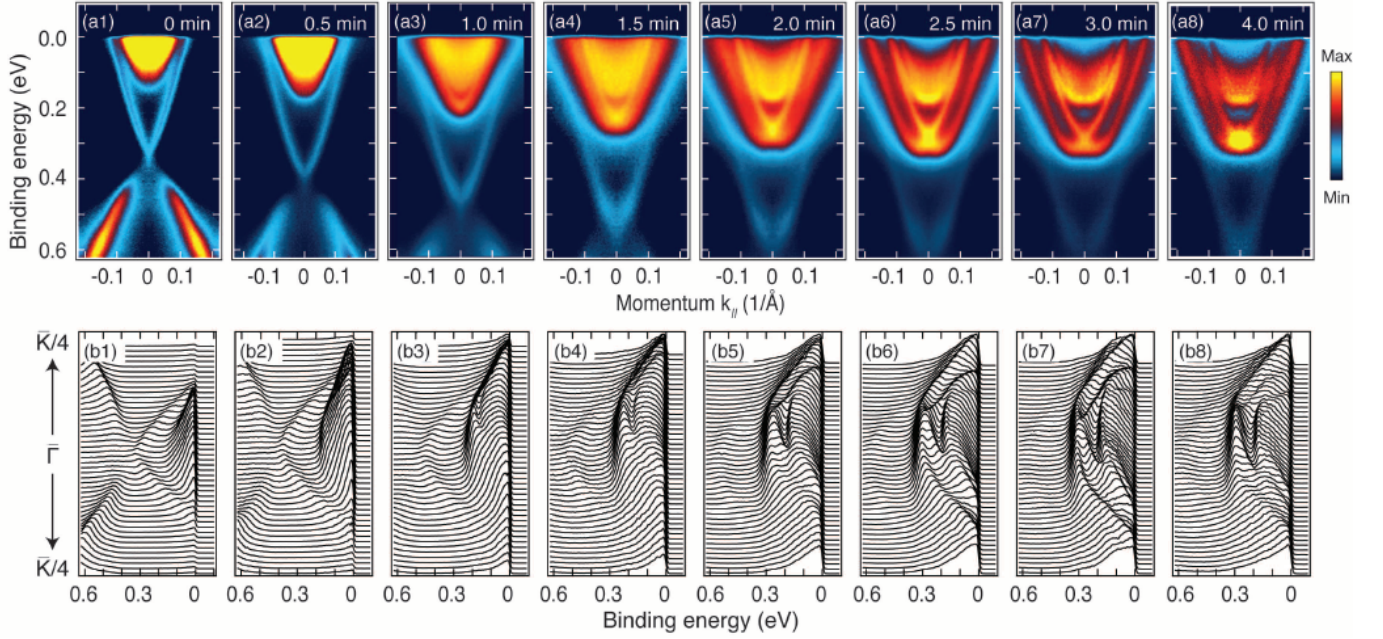 (a1) 0 min
(a2) 0.5 min
(a3) 1.0 min
(a4) 1.5 min
(a5) 2.0 min
(a6) 2.5 min
(a7) 3.0 min
(a8) 4.0 min
Binding energy (eV)
0.0
0.2
0.4
0.6
Max
Min
-0.1 0 0.1
-0.1 0 0.1
-0.1 0 0.1
-0.1 0 0.1
-0.1 0 0.1
-0.1 0 0.1
-0.1 0 0.1
-0.1 0 0.1
Momentum k// (1/Å)
K̄/4
Γ̄
K̄/4
(b1)
(b2)
(b3)
(b4)
(b5)
(b6)
(b7)
(b8)
0.6 0.3 0
0.6 0.3 0
0.6 0.3 0
0.6 0.3 0
0.6 0.3 0
0.6 0.3 0
0.6 0.3 0
0.6 0.3 0
Binding energy (eV)